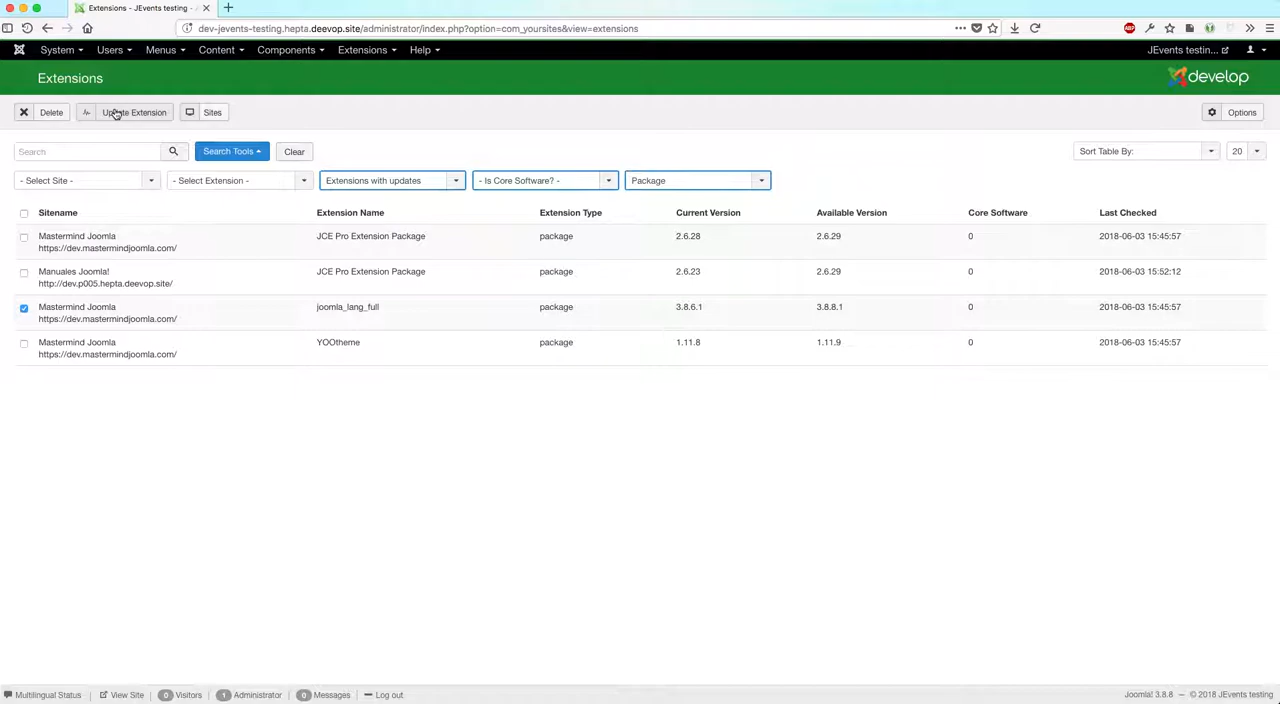 Extensions - JEvents testing -
dev-jevents-testing.hepta.deevop.site/administrator/index.php?option=com_yoursites&view=extensions
System Users Menus Content Components Extensions Help JEvents testin...
Extensions
develop
Delete Update Extension Sites Options
Search Search Tools Clear Sort Table By: 20
- Select Site - - Select Extension - Extensions with updates - Is Core Software? - Package
Sitename Extension Name Extension Type Current Version Available Version Core Software Last Checked
Mastermind Joomla JCE Pro Extension Package package 2.6.28 2.6.29 0 2018-06-03 15:45:57
https://dev.mastermindjoomla.com/
Manuales Joomla! JCE Pro Extension Package package 2.6.23 2.6.29 0 2018-06-03 15:52:12
http://dev.p005.hepta.deevop.site/
Mastermind Joomla joomla_lang_full package 3.8.6.1 3.8.8.1 0 2018-06-03 15:45:57
https://dev.mastermindjoomla.com/
Mastermind Joomla YOOtheme package 1.11.8 1.11.9 0 2018-06-03 15:45:57
https://dev.mastermindjoomla.com/
Multilingual Status View Site 0 Visitors 1 Administrator 0 Messages Log out Joomla! 3.8.8 — © 2018 JEvents testing